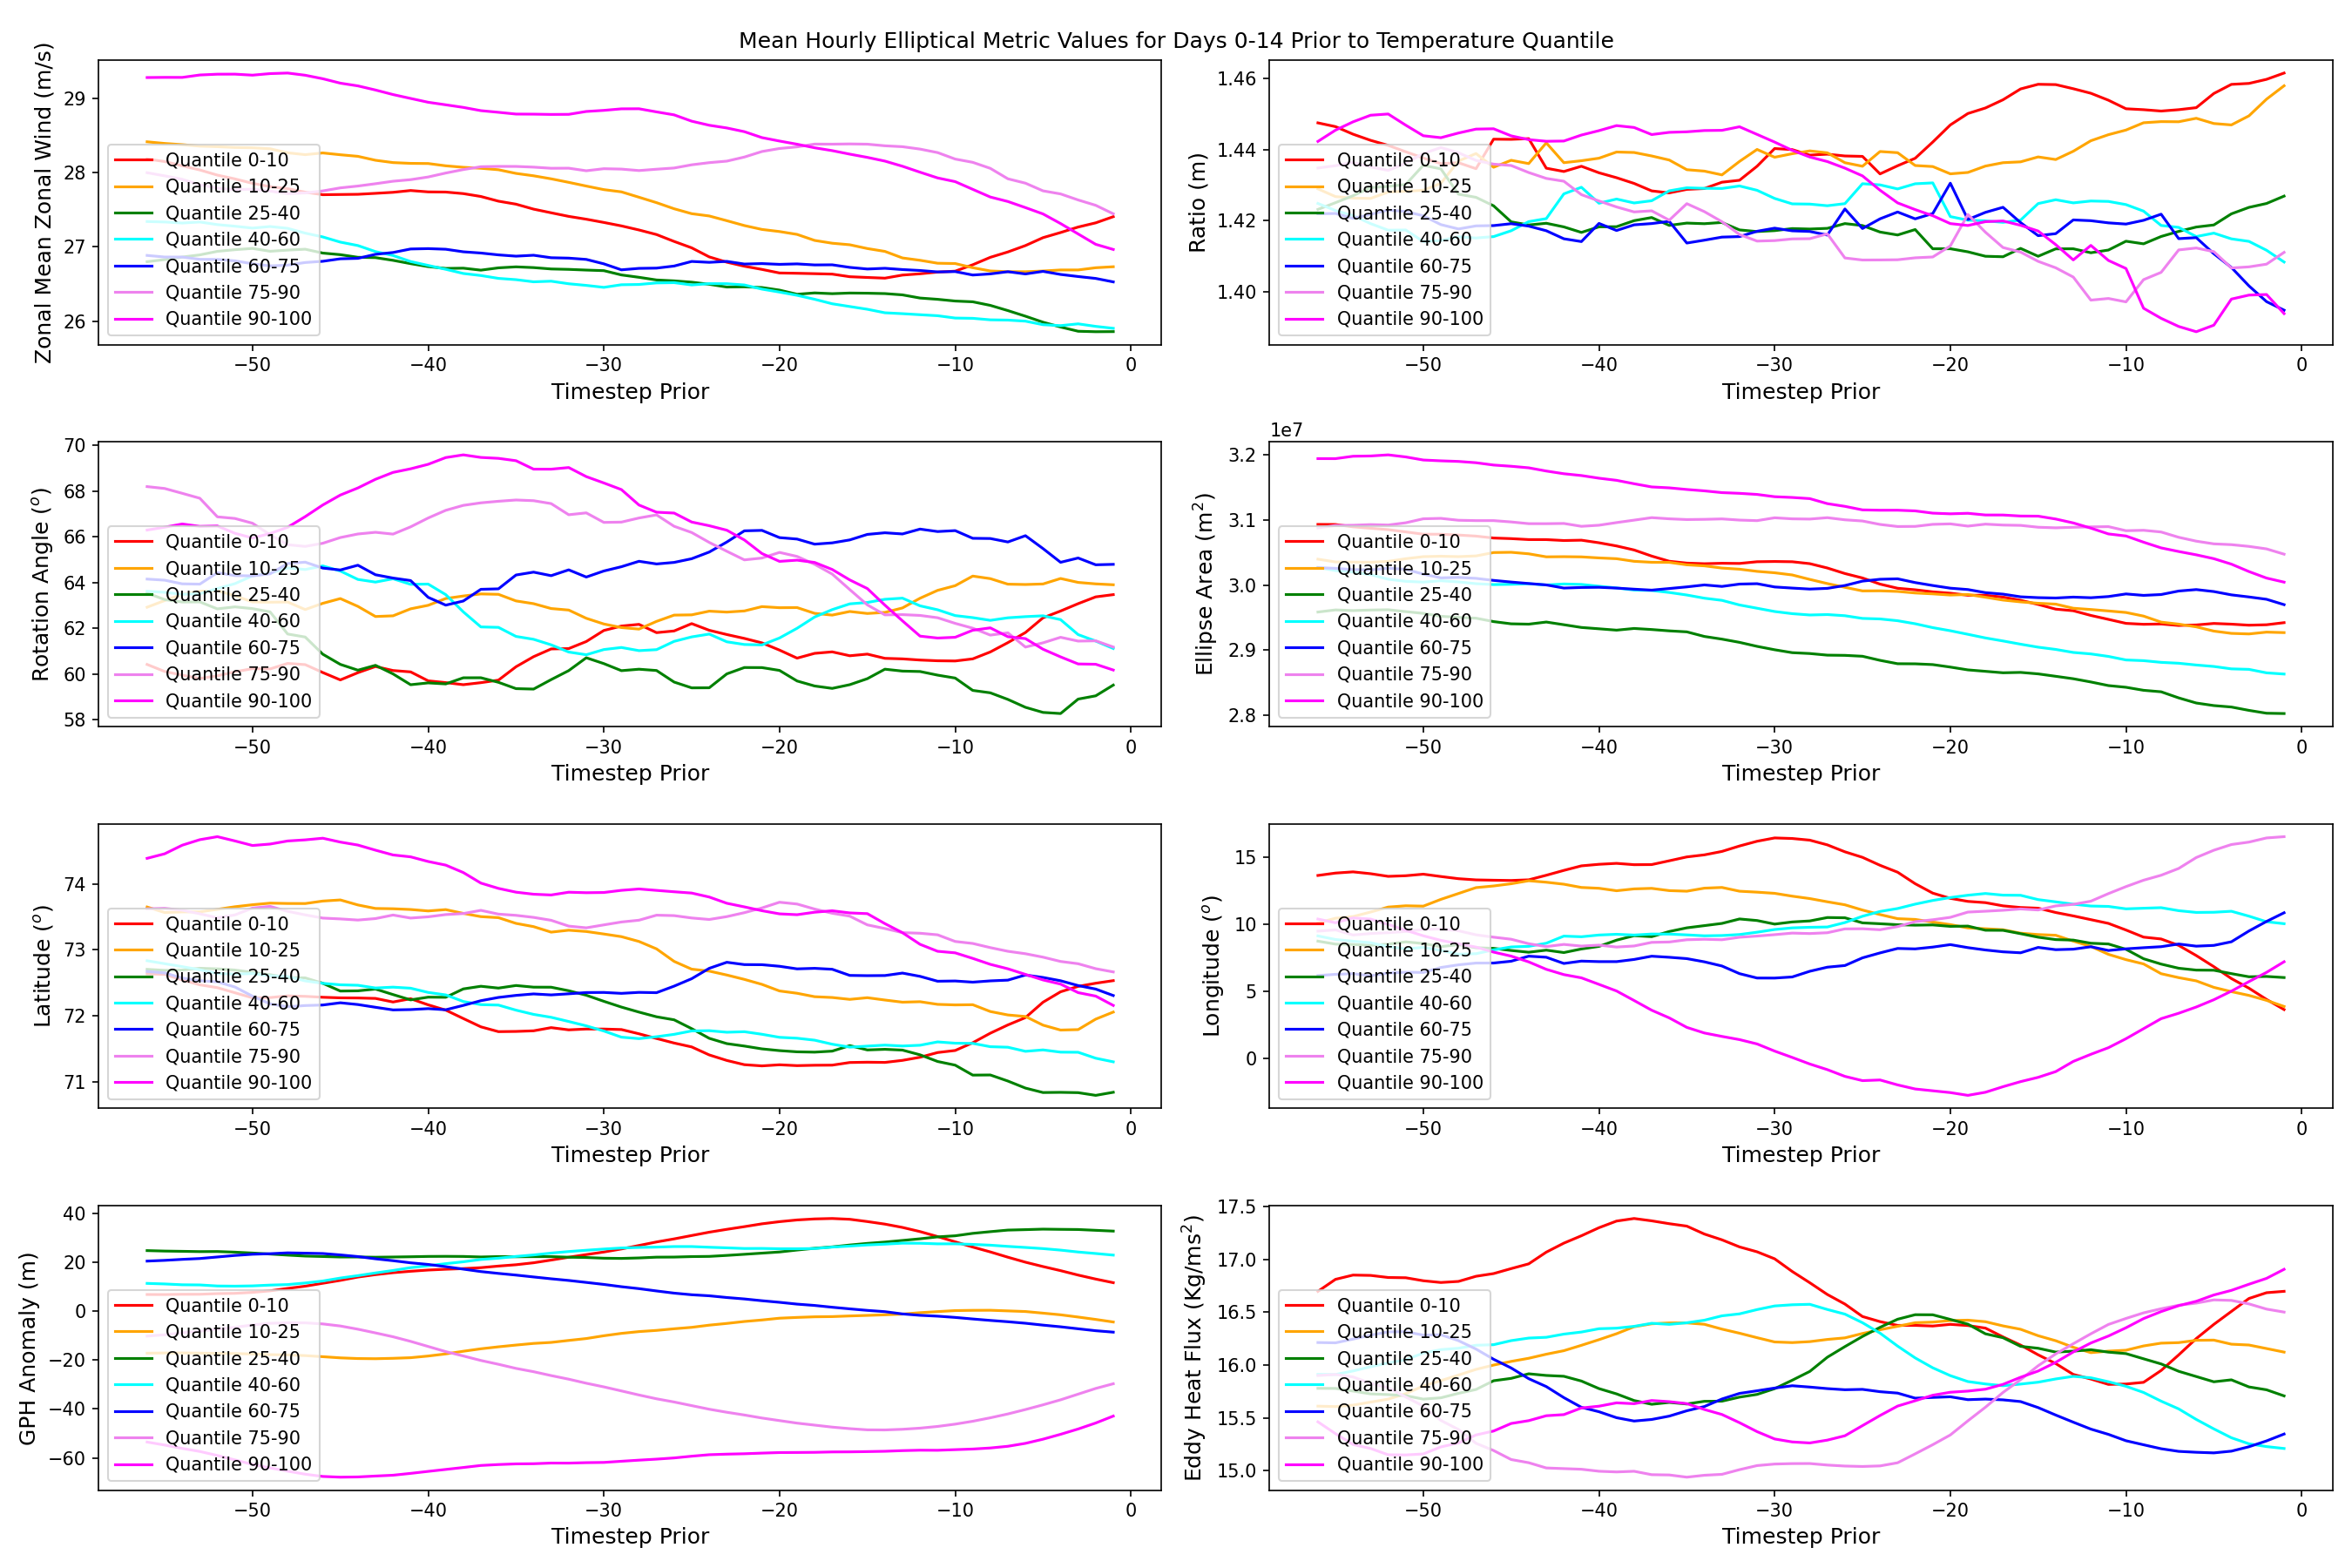 Mean Hourly Elliptical Metric Values for Days 0-14 Prior to Temperature Quantile
Zonal Mean Zonal Wind (m/s)
29
28
27
26
Quantile 0-10
Quantile 10-25
Quantile 25-40
Quantile 40-60
Quantile 60-75
Quantile 75-90
Quantile 90-100
−50 −40 −30 −20 −10 0
Timestep Prior
Ratio (m)
1.46
1.44
1.42
1.40
Quantile 0-10
Quantile 10-25
Quantile 25-40
Quantile 40-60
Quantile 60-75
Quantile 75-90
Quantile 90-100
−50 −40 −30 −20 −10 0
Timestep Prior
Rotation Angle (°)
70
68
66
64
62
60
58
Quantile 0-10
Quantile 10-25
Quantile 25-40
Quantile 40-60
Quantile 60-75
Quantile 75-90
Quantile 90-100
−50 −40 −30 −20 −10 0
Timestep Prior
1e7
Ellipse Area (m²)
3.2
3.1
3.0
2.9
2.8
Quantile 0-10
Quantile 10-25
Quantile 25-40
Quantile 40-60
Quantile 60-75
Quantile 75-90
Quantile 90-100
−50 −40 −30 −20 −10 0
Timestep Prior
Latitude (°)
74
73
72
71
Quantile 0-10
Quantile 10-25
Quantile 25-40
Quantile 40-60
Quantile 60-75
Quantile 75-90
Quantile 90-100
−50 −40 −30 −20 −10 0
Timestep Prior
Longitude (°)
15
10
5
0
Quantile 0-10
Quantile 10-25
Quantile 25-40
Quantile 40-60
Quantile 60-75
Quantile 75-90
Quantile 90-100
−50 −40 −30 −20 −10 0
Timestep Prior
GPH Anomaly (m)
40
20
0
−20
−40
−60
Quantile 0-10
Quantile 10-25
Quantile 25-40
Quantile 40-60
Quantile 60-75
Quantile 75-90
Quantile 90-100
−50 −40 −30 −20 −10 0
Timestep Prior
Eddy Heat Flux (Kg/ms²)
17.5
17.0
16.5
16.0
15.5
15.0
Quantile 0-10
Quantile 10-25
Quantile 25-40
Quantile 40-60
Quantile 60-75
Quantile 75-90
Quantile 90-100
−50 −40 −30 −20 −10 0
Timestep Prior